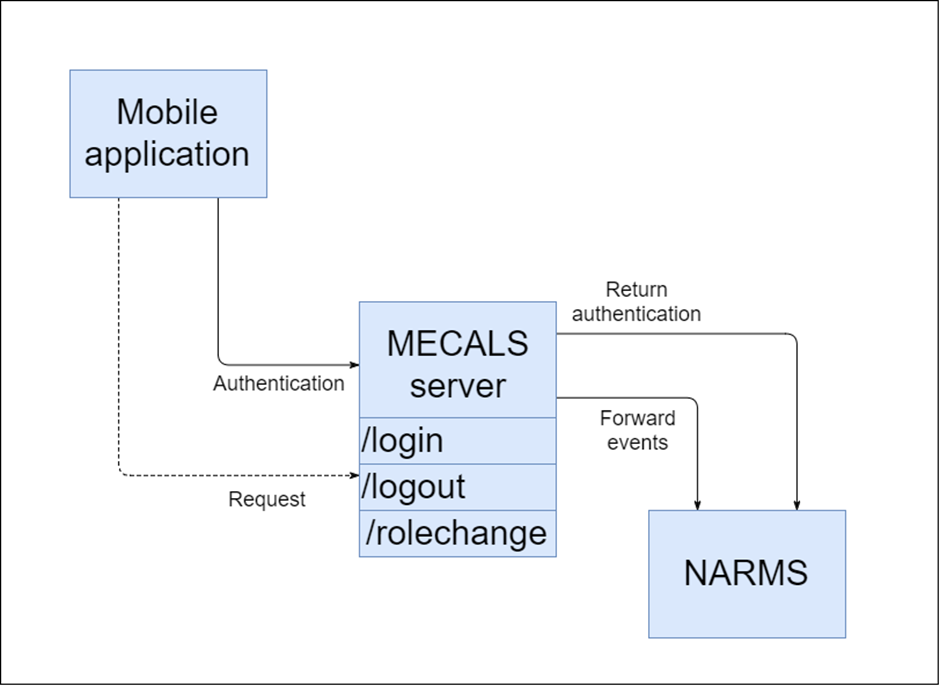 Mobile
application
Return
authentication
MECALS
server
Authentication
Forward
events
/login
/logout
Request
/rolechange
NARMS